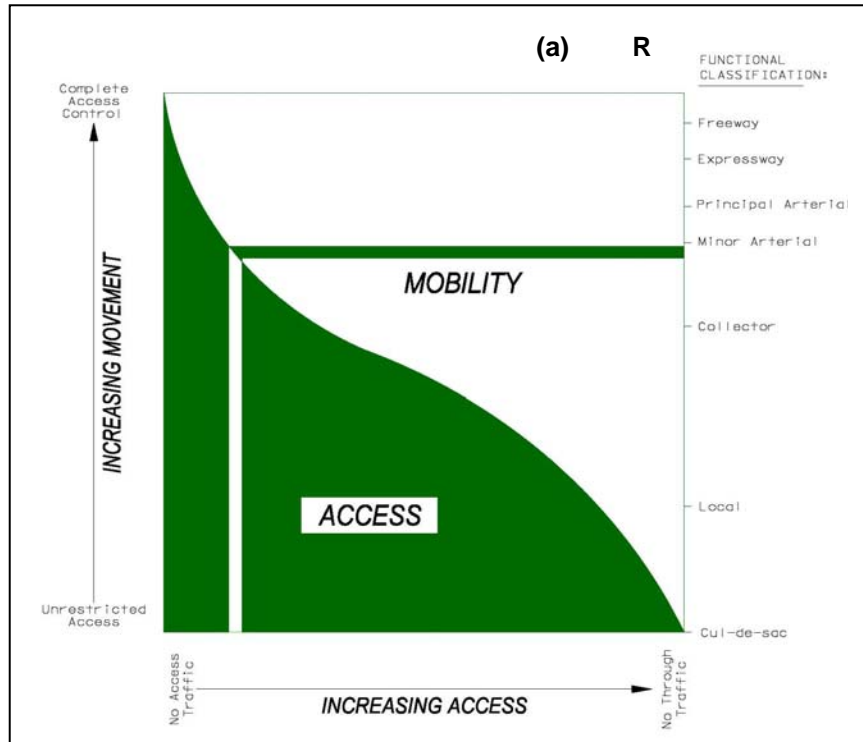 (a) R
FUNCTIONAL
CLASSIFICATION:
Complete
Access
Control
Freeway
Expressway
Principal Arterial
Minor Arterial
MOBILITY
Collector
INCREASING MOVEMENT
ACCESS
Local
Unrestricted
Access
Cul-de-sac
No Access
Traffic
INCREASING ACCESS
No Through
Traffic